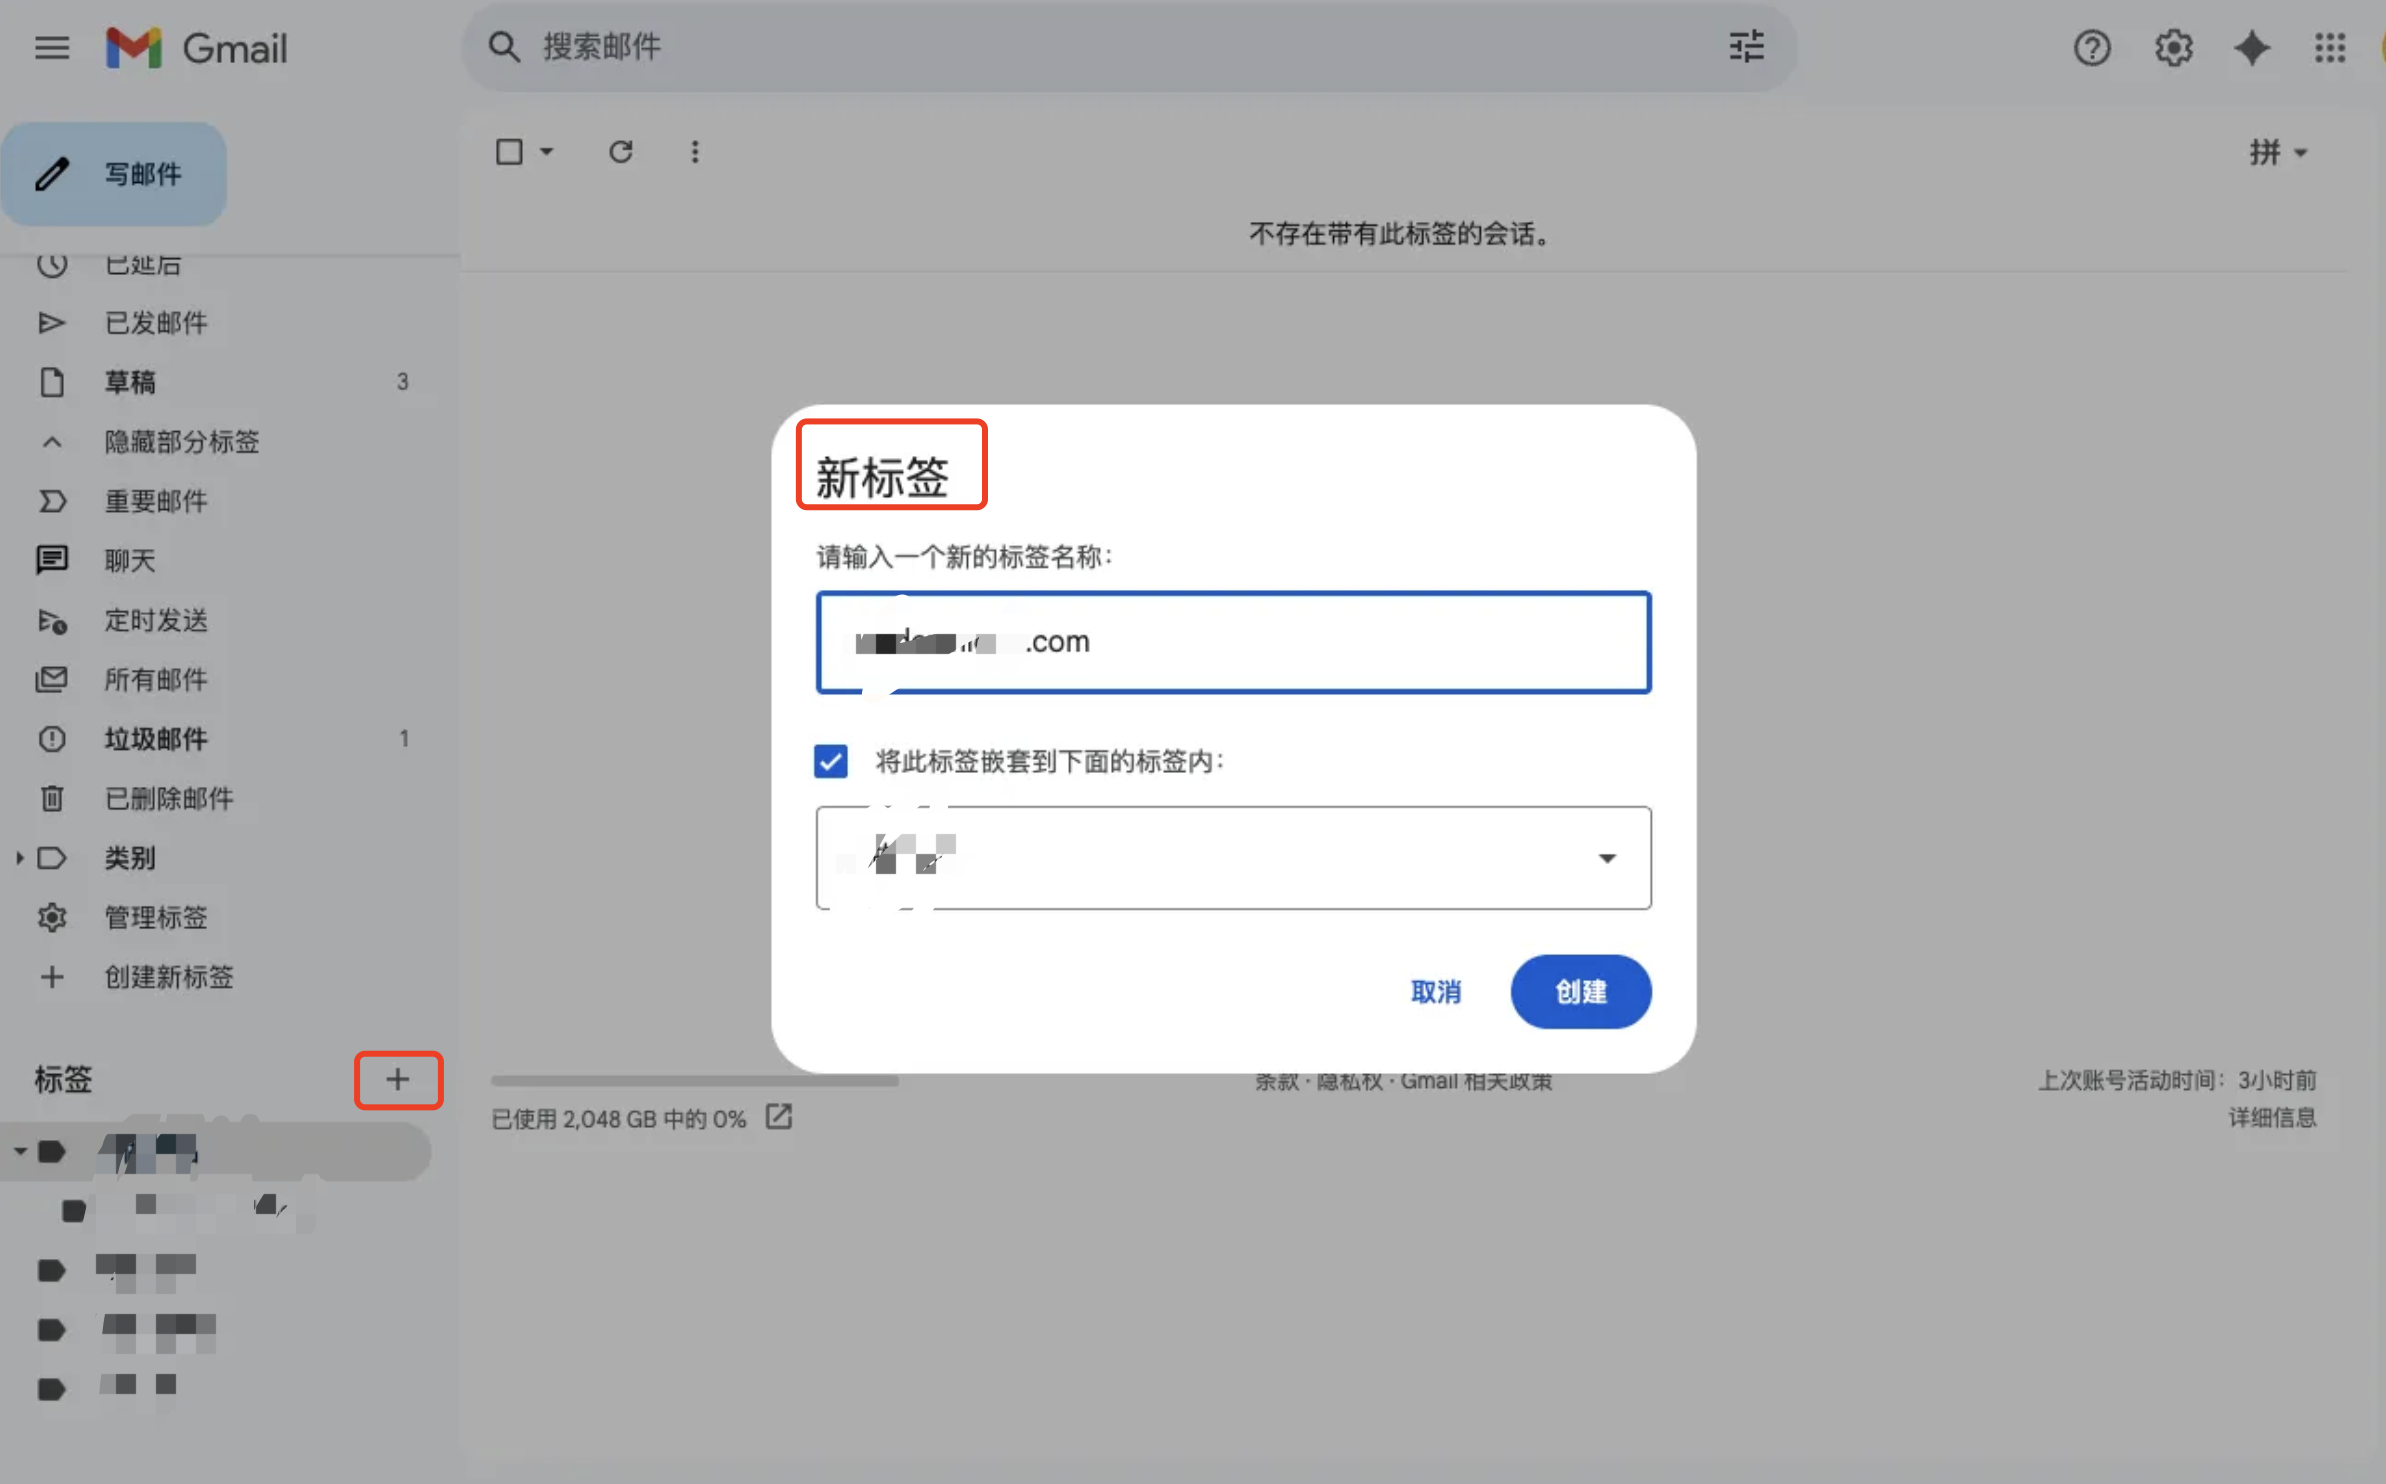 Gmail
搜索邮件
写邮件
拼
不存在带有此标签的会话。
已延后
已发邮件
草稿 3
隐藏部分标签
重要邮件
聊天
定时发送
所有邮件
垃圾邮件 1
已删除邮件
类别
管理标签
创建新标签
标签
新标签
请输入一个新的标签名称：
.com
将此标签嵌套到下面的标签内：
取消 创建
条款 · 隐私权 · Gmail 相关政策
已使用 2,048 GB 中的 0%
上次账号活动时间：3小时前
详细信息